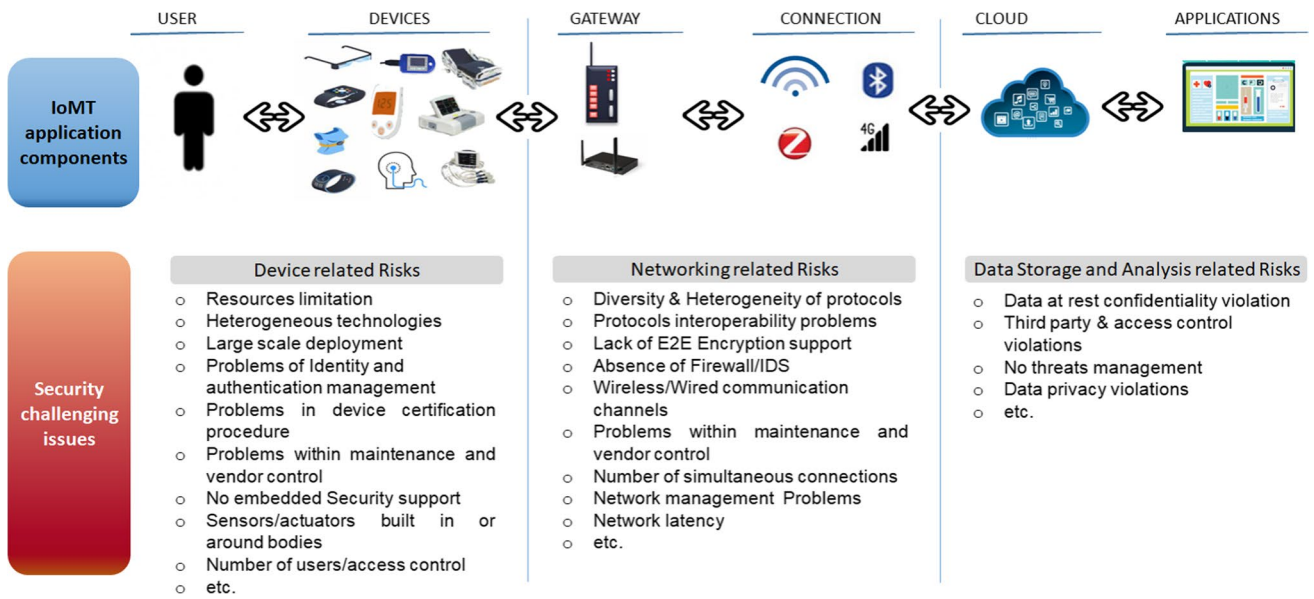 USER
DEVICES
GATEWAY
CONNECTION
CLOUD
APPLICATIONS
IoMT
application
components
125
4G
Security
challenging
issues
Device related Risks
o Resources limitation
o Heterogeneous technologies
o Large scale deployment
o Problems of Identity and
authentication management
o Problems in device certification
procedure
o Problems within maintenance and
vendor control
o No embedded Security support
o Sensors/actuators built in or
around bodies
o Number of users/access control
o etc.
Networking related Risks
o Diversity & Heterogeneity of protocols
o Protocols interoperability problems
o Lack of E2E Encryption support
o Absence of Firewall/IDS
o Wireless/Wired communication
channels
o Problems within maintenance and
vendor control
o Number of simultaneous connections
o Network management Problems
o Network latency
o etc.
Data Storage and Analysis related Risks
o Data at rest confidentiality violation
o Third party & access control
violations
o No threats management
o Data privacy violations
o etc.